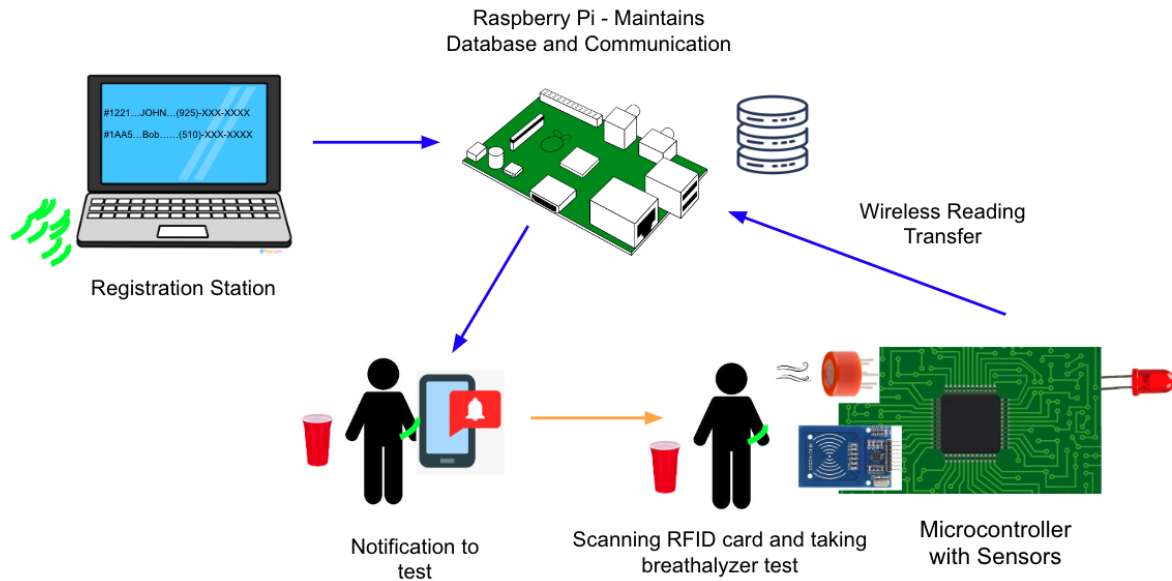 Raspberry Pi - Maintains
Database and Communication
#1221...JOHN...(925)-XXX-XXXX
#1AA5...Bob......(510)-XXX-XXXX
Registration Station
Wireless Reading
Transfer
Notification to
test
Scanning RFID card and taking
breathalyzer test
Microcontroller
with Sensors